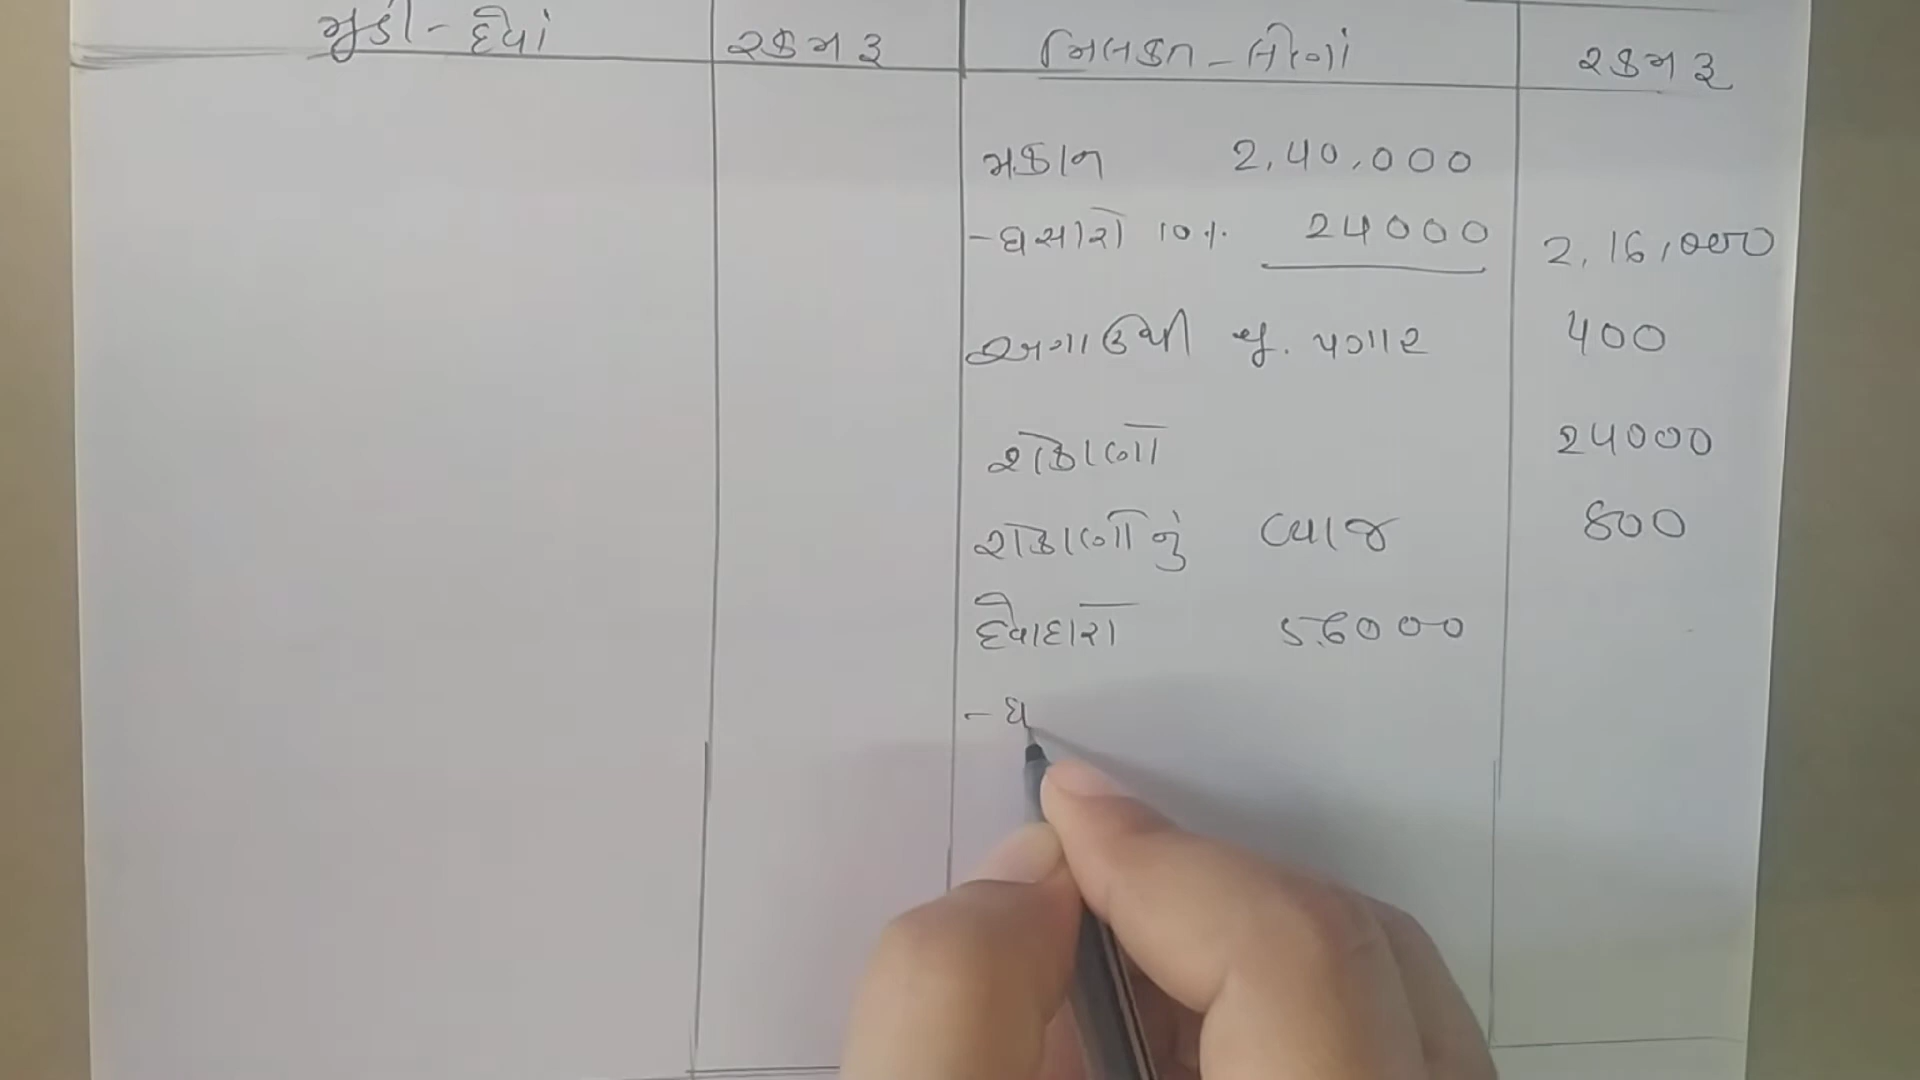 મુડી - દેવાં રકમ રૂ મિલકત - લેણાં રકમ રૂ
મકાન 2,40,000
- ઘસારો 10% 24000 2,16,000
અગાઉથી ચુ. પગાર 400
રોકાણો 24000
રોકાણોનું વ્યાજ 800
દેવાદારો 56000
- ઘ